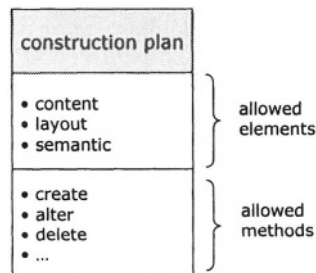 construction plan
• content
• layout
• semantic
allowed
elements
• create
• alter
• delete
• ...
allowed
methods